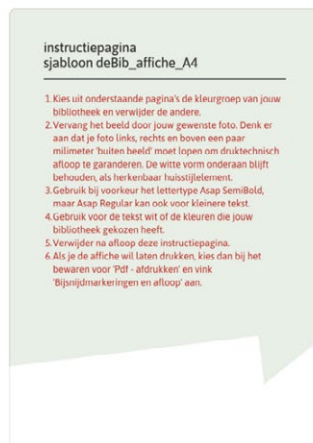 instructiepagina
sjabloon deBib_affiche_A4
1. Kies uit onderstaande pagina's de kleurgroep van jouw
bibliotheek en verwijder de andere.
2. Vervang het beeld door jouw gewenste foto. Denk er
aan dat je foto links, rechts en boven een paar
milimeter 'buiten beeld' moet lopen om druktechnisch
afloop te garanderen. De witte vorm onderaan blijft
behouden, als herkenbaar huisstijlelement.
3. Gebruik bij voorkeur het lettertype Asap SemiBold,
maar Asap Regular kan ook voor kleinere tekst.
4. Gebruik voor de tekst wit of de kleuren die jouw
bibliotheek gekozen heeft.
5. Verwijder na afloop deze instructiepagina.
6. Als je de affiche wil laten drukken, kies dan bij het
bewaren voor 'Pdf - afdrukken' en vink
'Bijsnijdmarkeringen en afloop' aan.